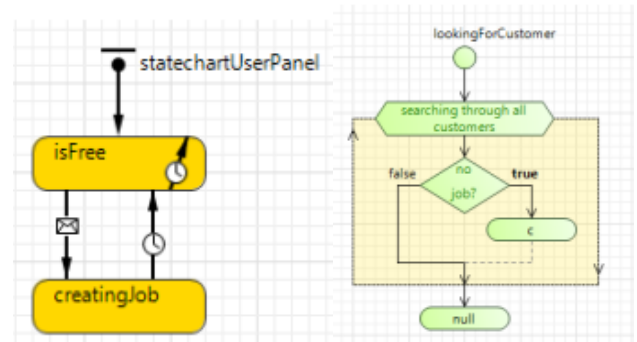 statechartUserPanel
isFree
creatingJob
lookingForCustomer
searching through all
customers
false
no
true
job?
c
null